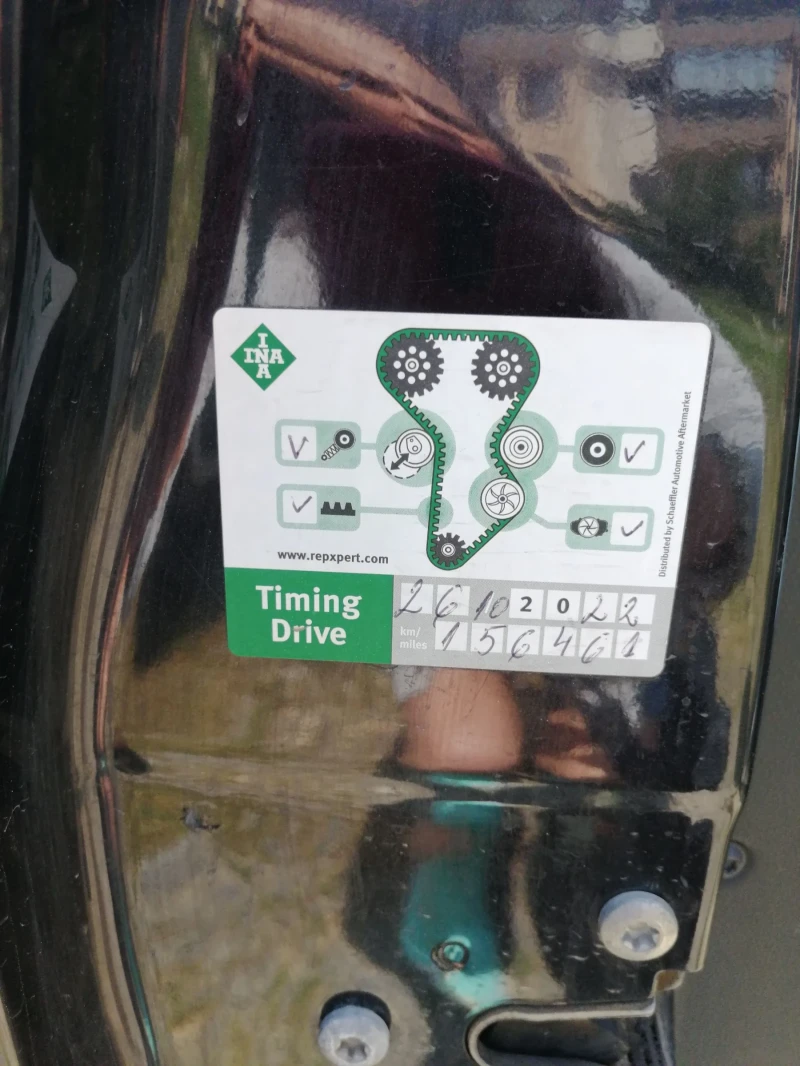 I
INA
A
Distributed by Schaeffler Automotive Aftermarket
www.repxpert.com
Timing
Drive
26 10 2022
km/
miles
156461